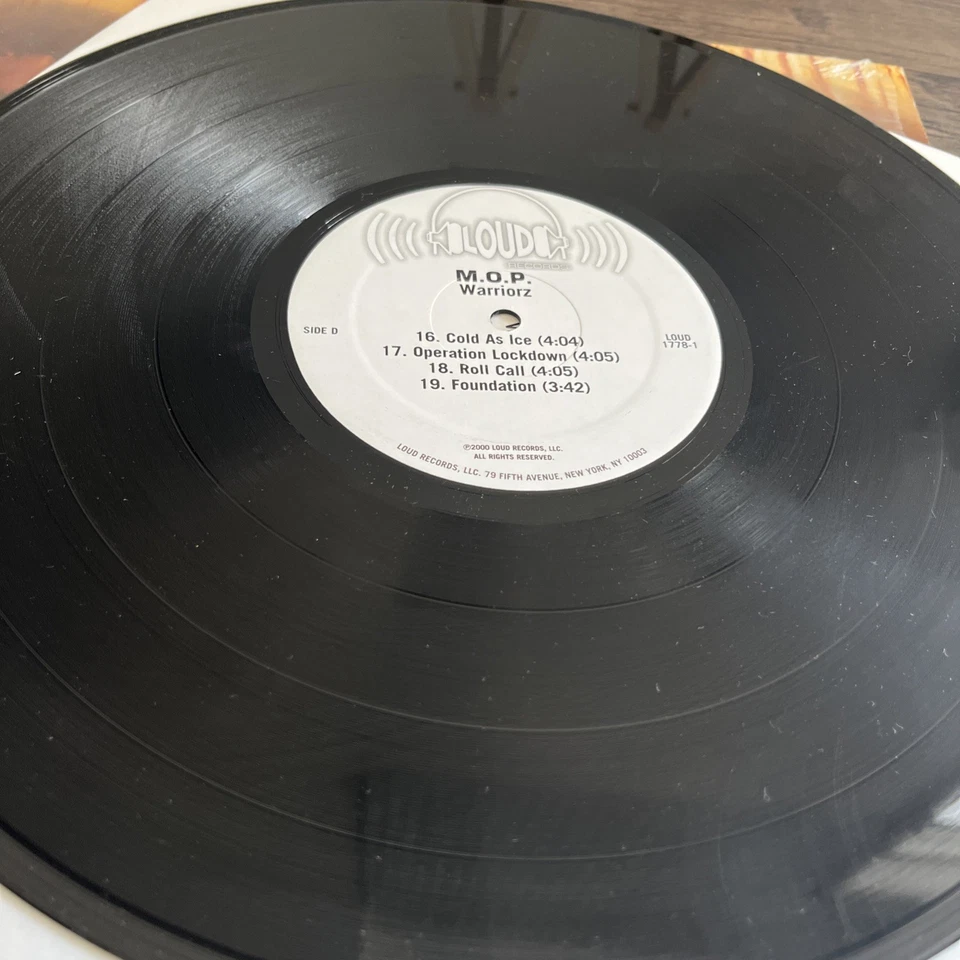 LOUD
RECORDS
M.O.P.
Warriorz
SIDE D
LOUD
1778-1
16. Cold As Ice (4:04)
17. Operation Lockdown (4:05)
18. Roll Call (4:05)
19. Foundation (3:42)
℗2000 LOUD RECORDS, LLC.
ALL RIGHTS RESERVED.
LOUD RECORDS, LLC. 79 FIFTH AVENUE, NEW YORK, NY 10003